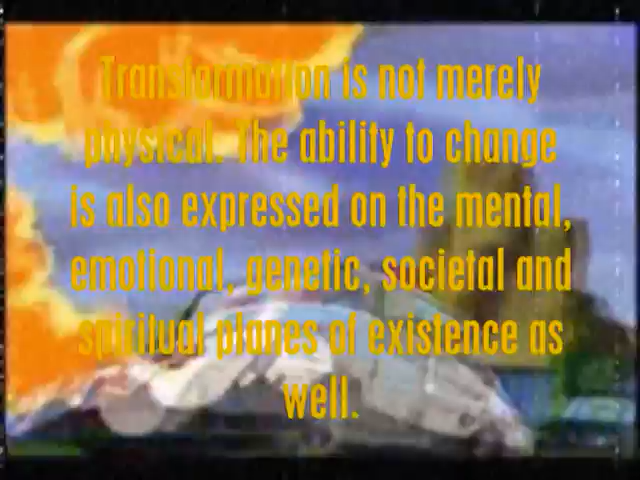 Transformation is not merely
physical. The ability to change
is also expressed on the mental,
emotional, genetic, societal and
spiritual planes of existence as
well.